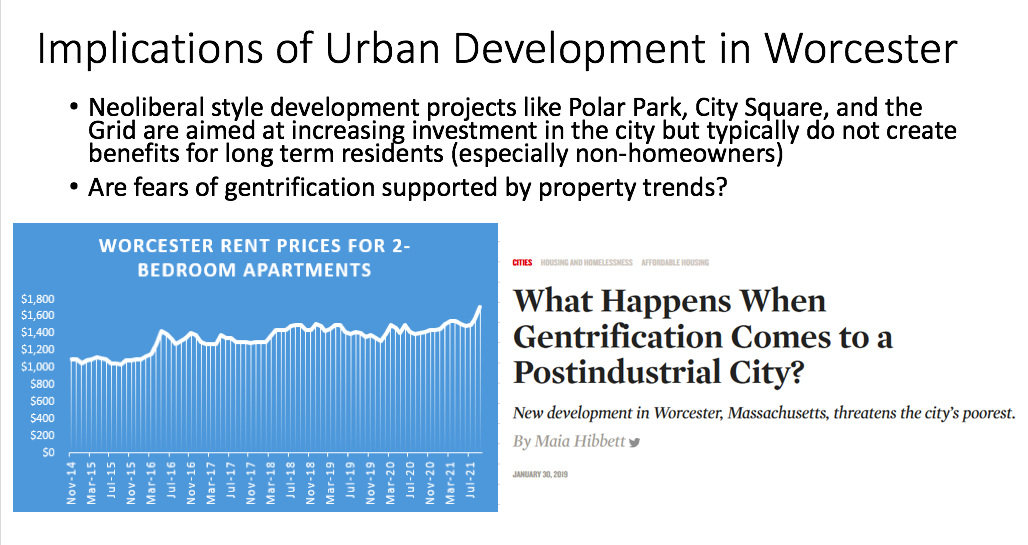 Implications of Urban Development in Worcester
• Neoliberal style development projects like Polar Park, City Square, and the
Grid are aimed at increasing investment in the city but typically do not create
benefits for long term residents (especially non-homeowners)
• Are fears of gentrification supported by property trends?
WORCESTER RENT PRICES FOR 2-
BEDROOM APARTMENTS
$1,800
$1,600
$1,400
$1,200
$1,000
$800
$600
$400
$200
$0
Nov-14
Mar-15
Jul-15
Nov-15
Mar-16
Jul-16
Nov-16
Mar-17
Jul-17
Nov-17
Mar-18
Jul-18
Nov-18
Mar-19
Jul-19
Nov-19
Mar-20
Jul-20
Nov-20
Mar-21
Jul-21
CITIES HOUSING AND HOMELESSNESS AFFORDABLE HOUSING
What Happens When
Gentrification Comes to a
Postindustrial City?
New development in Worcester, Massachusetts, threatens the city's poorest.
By Maia Hibbett
JANUARY 30, 2019